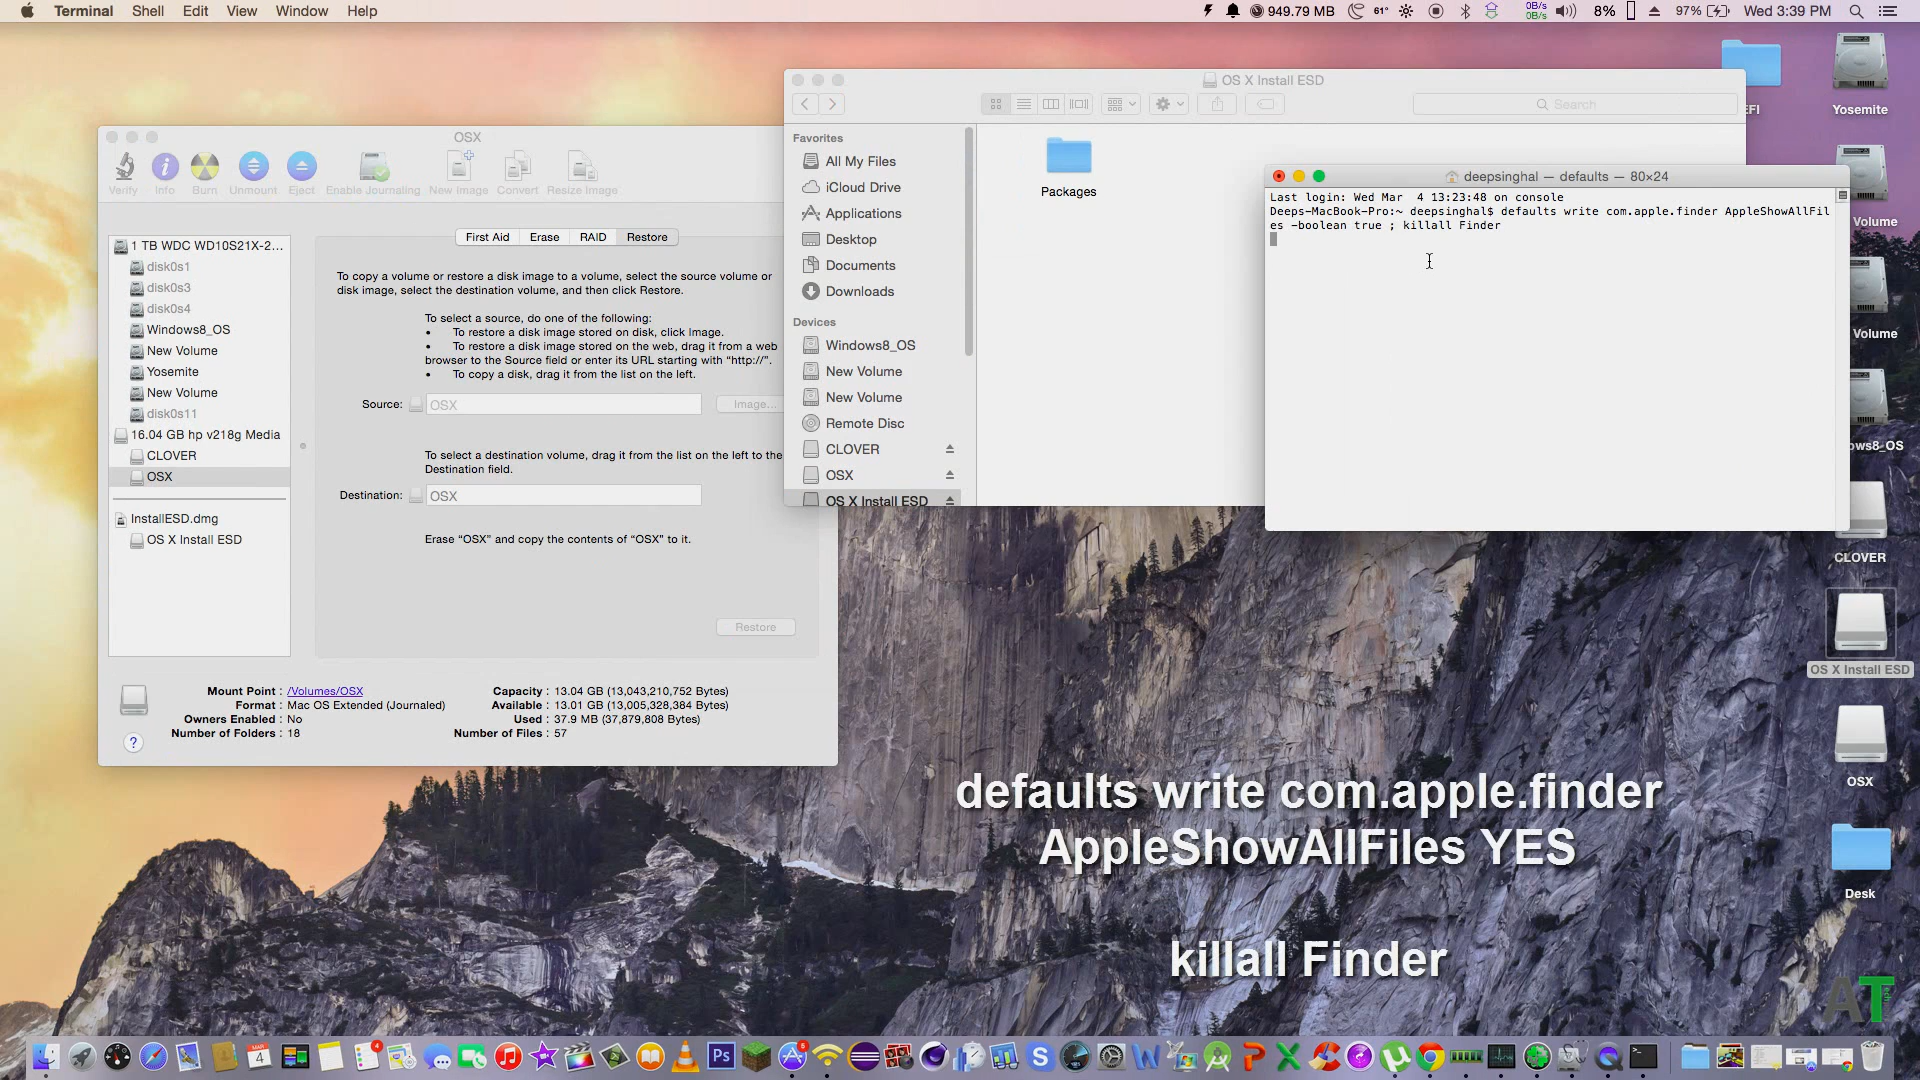 Terminal Shell Edit View Window Help
949.79 MB 61° 0B/s 0B/s 8% 97% Wed 3:39 PM
OSX
Verify Info Burn Unmount Eject Enable Journaling New Image Convert Resize Image
1 TB WDC WD10S21X-2...
disk0s1
disk0s3
disk0s4
Windows8_OS
New Volume
Yosemite
New Volume
disk0s11
16.04 GB hp v218g Media
CLOVER
OSX
InstallESD.dmg
OS X Install ESD
First Aid Erase RAID Restore
To copy a volume or restore a disk image to a volume, select the source volume or
disk image, select the destination volume, and then click Restore.
To select a source, do one of the following:
• To restore a disk image stored on disk, click Image.
• To restore a disk image stored on the web, drag it from a web
browser to the Source field or enter its URL starting with “http://”.
• To copy a disk, drag it from the list on the left.
Source: OSX Image...
To select a destination volume, drag it from the list on the left to the
Destination field.
Destination: OSX
Erase “OSX” and copy the contents of “OSX” to it.
Restore
Mount Point : /Volumes/OSX
Format : Mac OS Extended (Journaled)
Owners Enabled : No
Number of Folders : 18
Capacity : 13.04 GB (13,043,210,752 Bytes)
Available : 13.01 GB (13,005,328,384 Bytes)
Used : 37.9 MB (37,879,808 Bytes)
Number of Files : 57
?
OS X Install ESD
Search
Favorites
All My Files
iCloud Drive
Applications
Desktop
Documents
Downloads
Devices
Windows8_OS
New Volume
New Volume
Remote Disc
CLOVER
OSX
OS X Install ESD
Packages
deepsinghal — defaults — 80×24
Last login: Wed Mar  4 13:23:48 on console
Deeps-MacBook-Pro:~ deepsinghal$ defaults write com.apple.finder AppleShowAllFil
es -boolean true ; killall Finder
FI
Yosemite
Volume
Volume
ws8_OS
CLOVER
OS X Install ESD
OSX
Desk
defaults write com.apple.finder
AppleShowAllFiles YES
killall Finder
AT
MAR
4
4
Ps
5
S
W
P
X